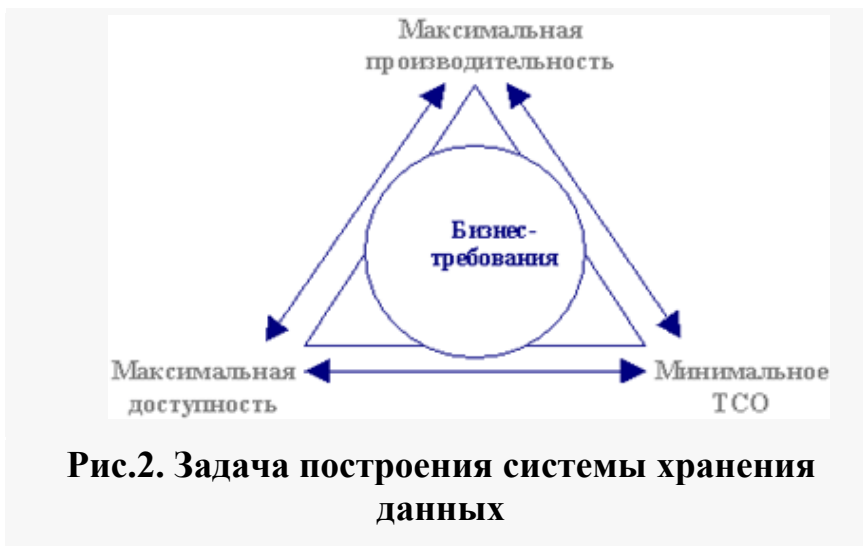 Максимальная
производительность
Бизнес-
требования
Максимальная
доступность
Минимальное
TCO
Рис.2. Задача построения системы хранения
данных